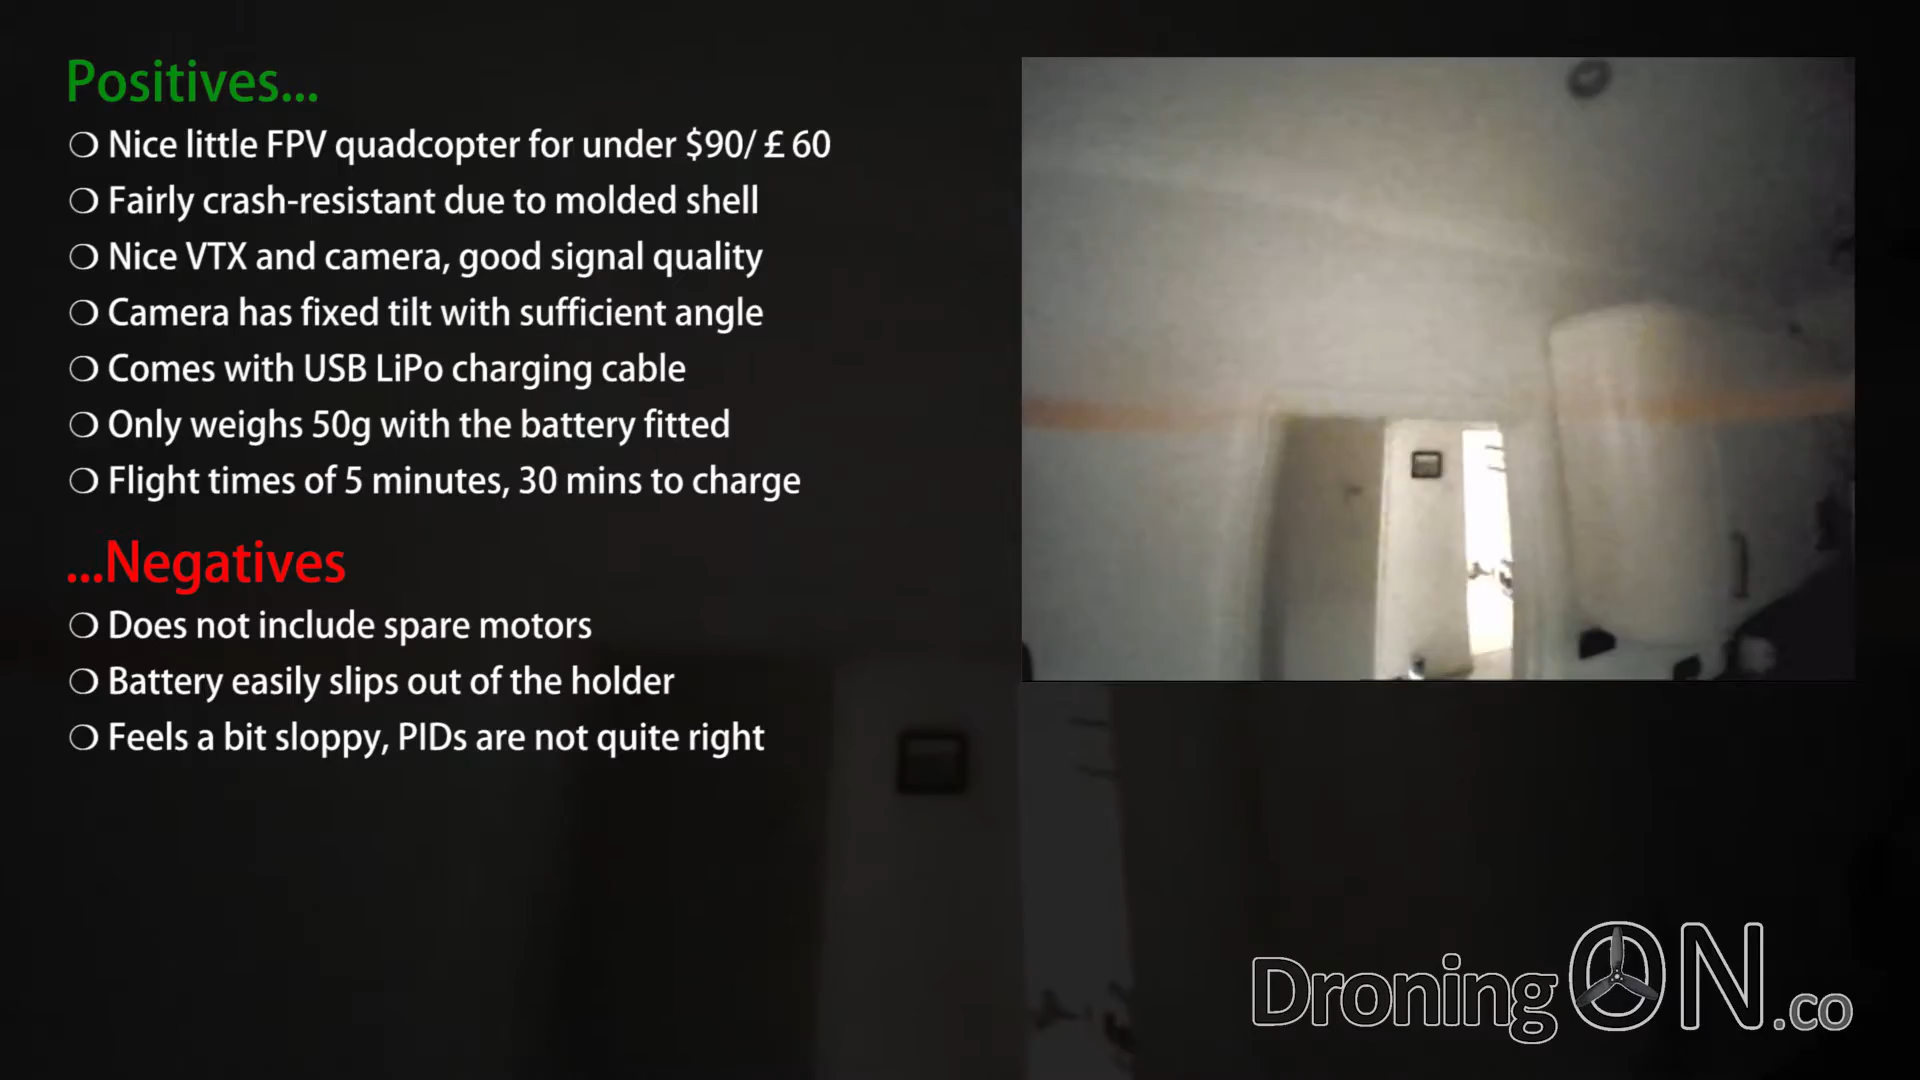 Positives...
Nice little FPV quadcopter for under $90/£60
Fairly crash-resistant due to molded shell
Nice VTX and camera, good signal quality
Camera has fixed tilt with sufficient angle
Comes with USB LiPo charging cable
Only weighs 50g with the battery fitted
Flight times of 5 minutes, 30 mins to charge
...Negatives
Does not include spare motors
Battery easily slips out of the holder
Feels a bit sloppy, PIDs are not quite right
DroningON.co